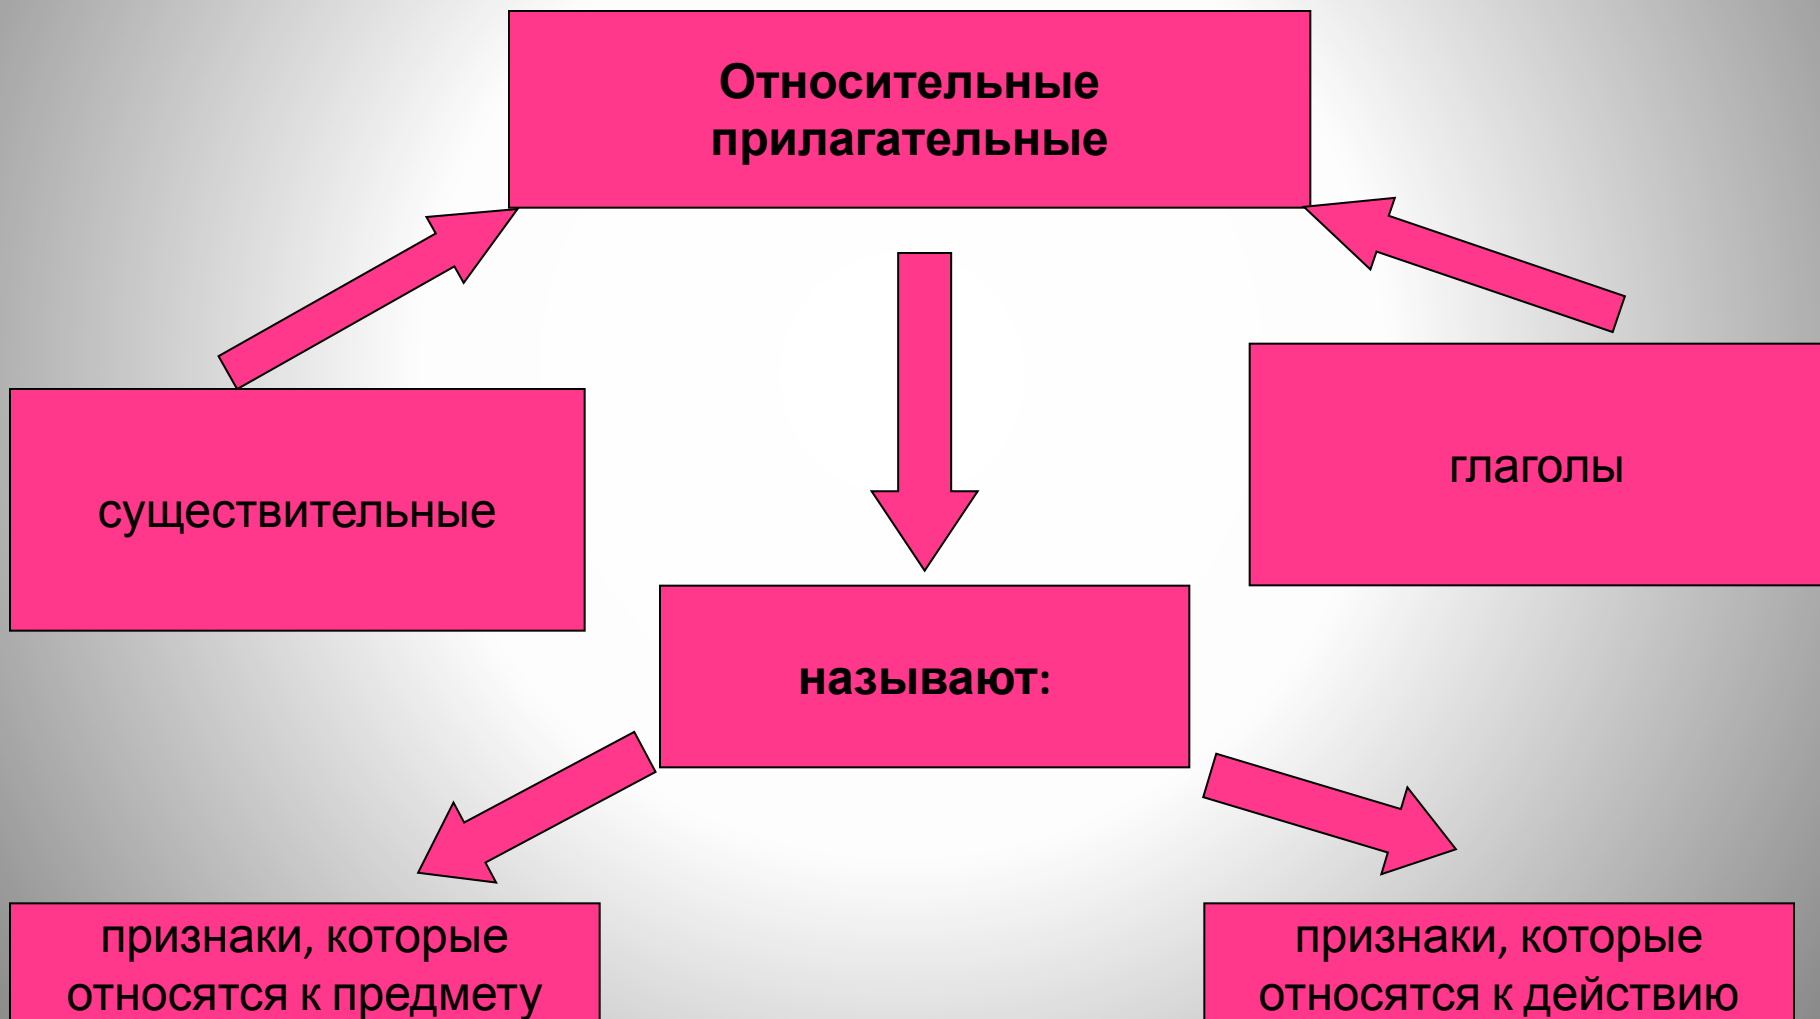 Относительные
прилагательные
существительные
глаголы
называют:
признаки, которые
относятся к предмету
признаки, которые
относятся к действию